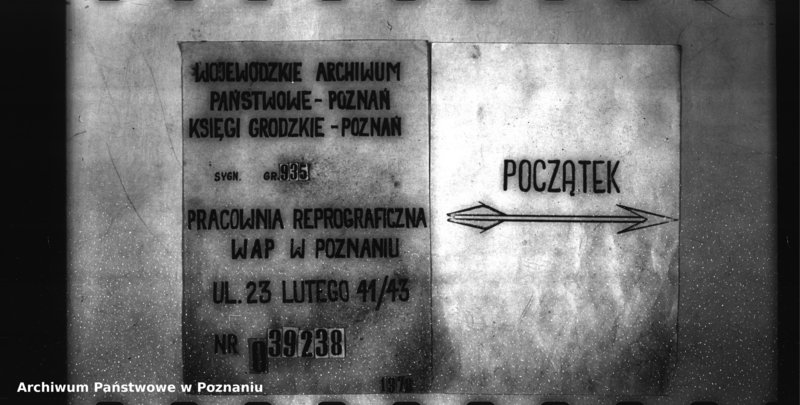 WOJEWÓDZKIE ARCHIWUM
PAŃSTWOWE - POZNAŃ
KSIĘGI GRODZKIE - POZNAŃ
SYGN. GR. 935
PRACOWNIA REPROGRAFICZNA
WAP W POZNANIU
UL. 23 LUTEGO 41/43
NR 039238
POCZĄTEK
Archiwum Państwowe w Poznaniu